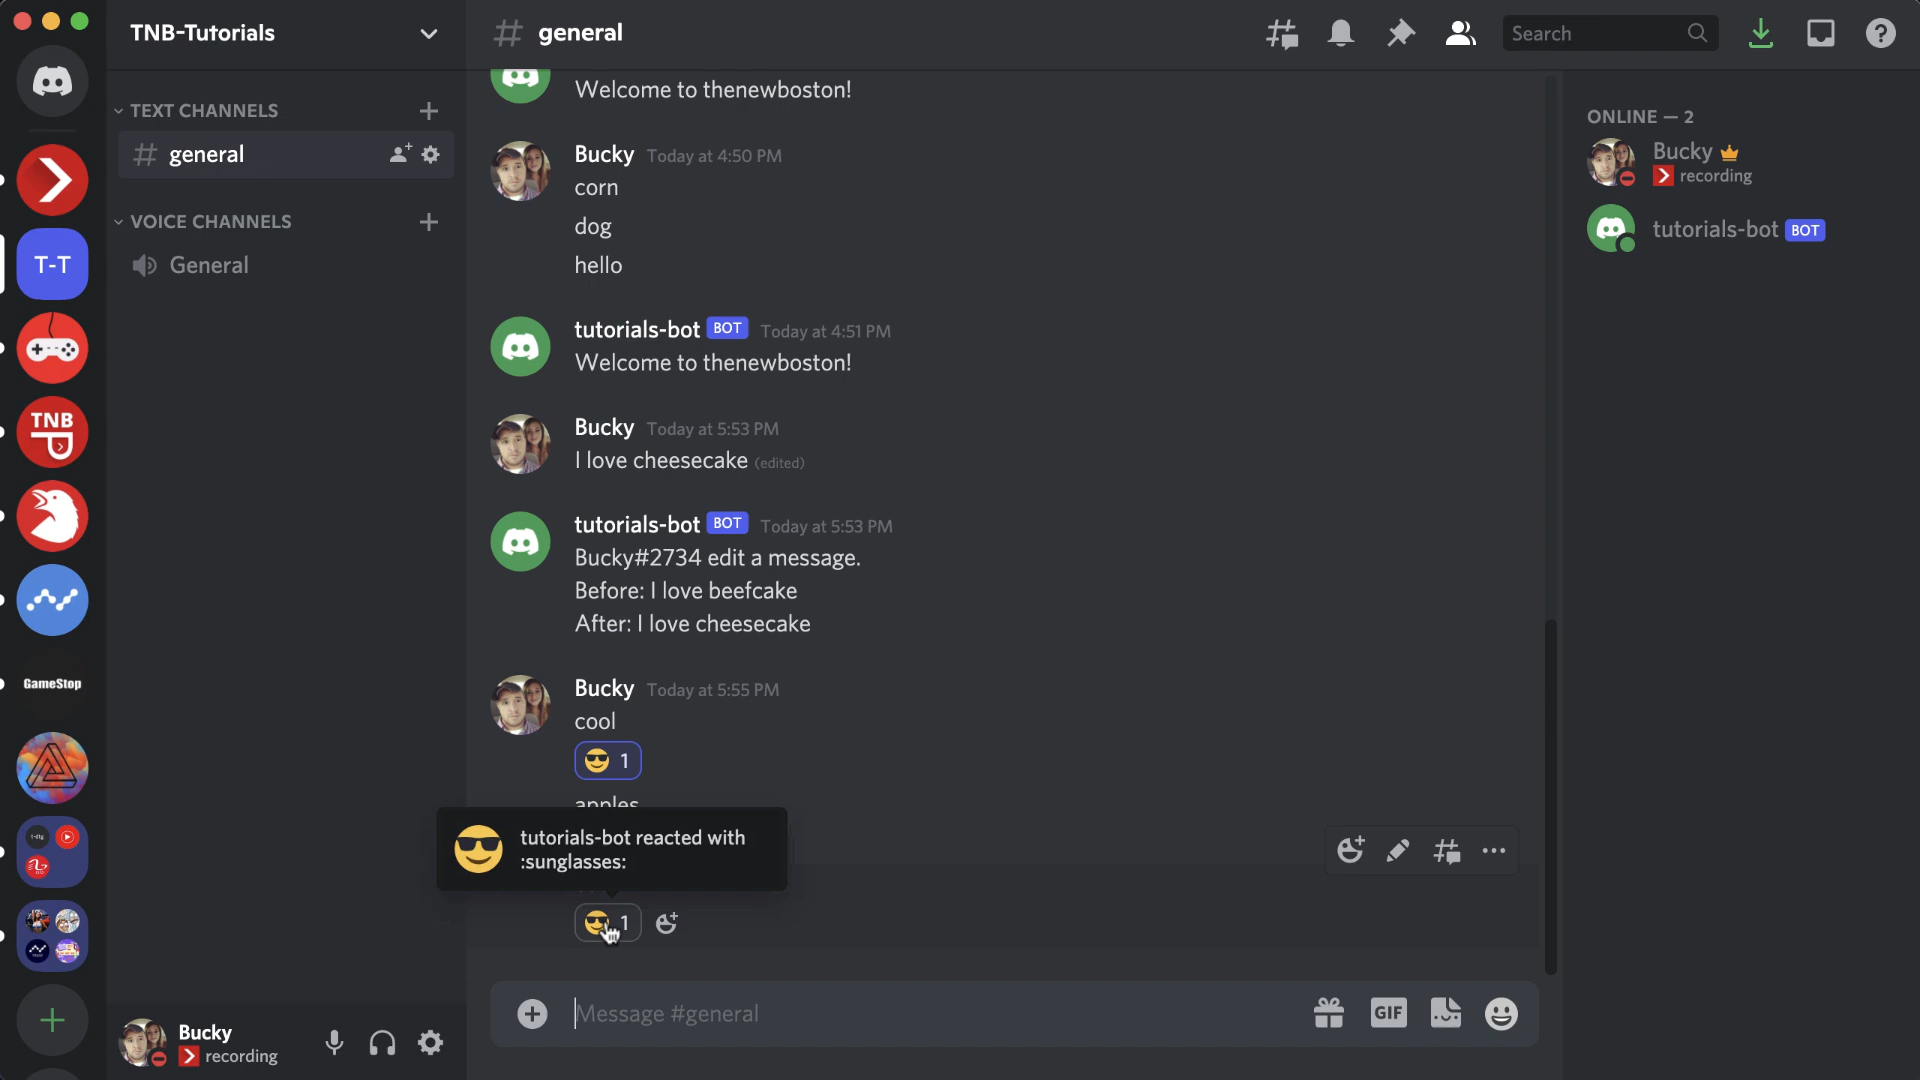 TNB-Tutorials
general
Search
TEXT CHANNELS
general
VOICE CHANNELS
General
T-T
TNB
GameStop
Welcome to thenewboston!
Bucky Today at 4:50 PM
corn
dog
hello
tutorials-bot BOT Today at 4:51 PM
Welcome to thenewboston!
Bucky Today at 5:53 PM
I love cheesecake (edited)
tutorials-bot BOT Today at 5:53 PM
Bucky#2734 edit a message.
Before: I love beefcake
After: I love cheesecake
Bucky Today at 5:55 PM
cool
1
apples
tutorials-bot reacted with
:sunglasses:
1
Message #general
GIF
Bucky
recording
ONLINE — 2
Bucky
recording
tutorials-bot BOT